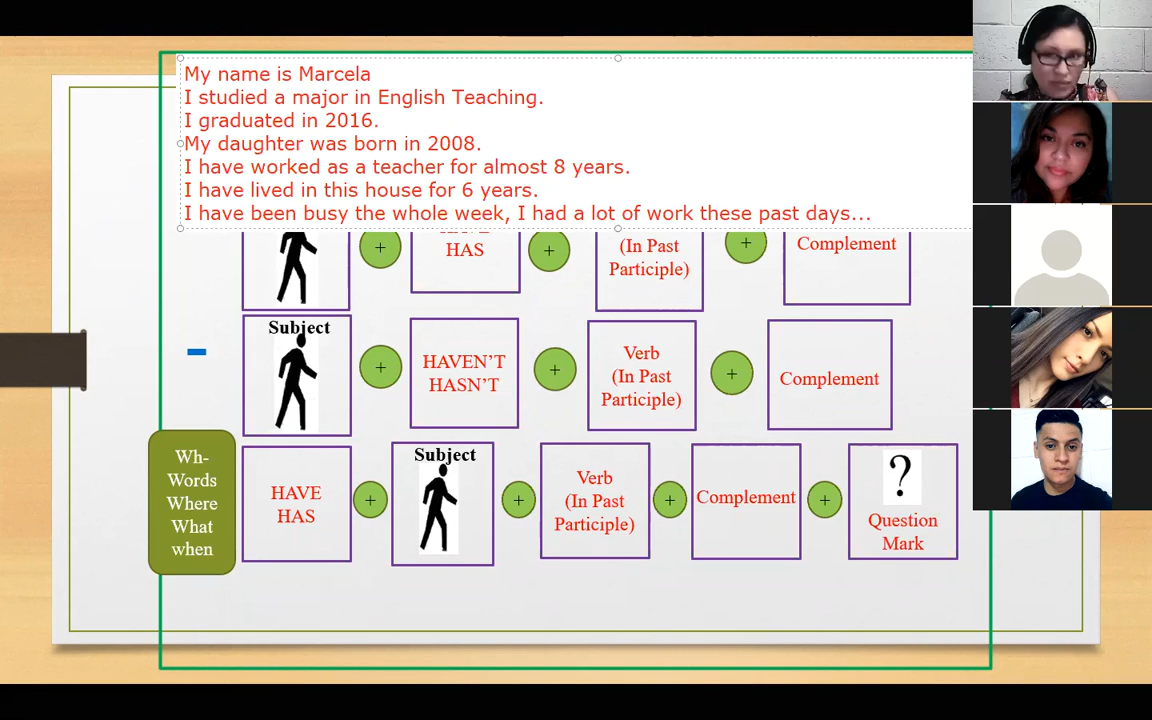 My name is Marcela
I studied a major in English Teaching.
I graduated in 2016.
My daughter was born in 2008.
I have worked as a teacher for almost 8 years.
I have lived in this house for 6 years.
I have been busy the whole week, I had a lot of work these past days...
+
HAS
+
(In Past
Participle)
+
Complement
-
Subject
+
HAVEN'T
HASN'T
+
Verb
(In Past
Participle)
+
Complement
Wh-
Words
Where
What
when
HAVE
HAS
+
Subject
+
Verb
(In Past
Participle)
+
Complement
+
?
Question
Mark